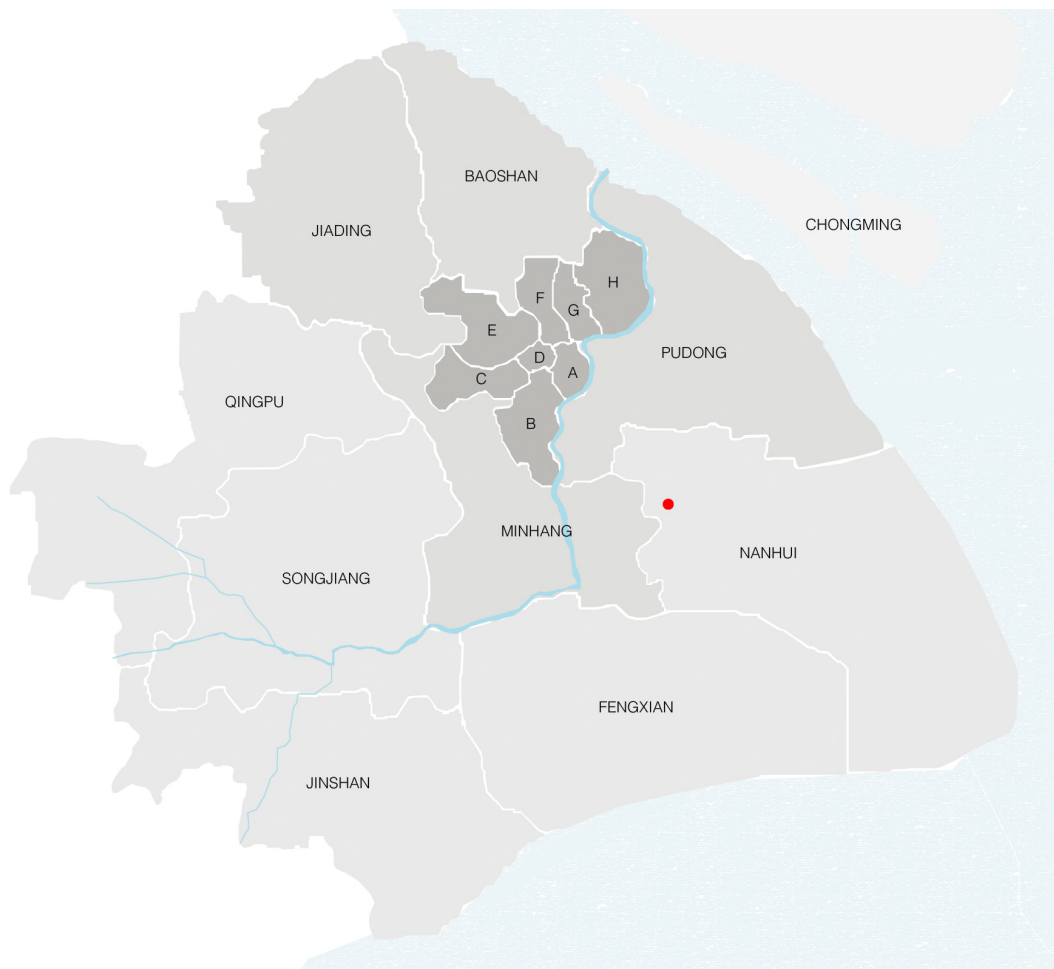 BAOSHAN
CHONGMING
JIADING
H
F
G
E
PUDONG
D
A
C
QINGPU
B
MINHANG
NANHUI
SONGJIANG
FENGXIAN
JINSHAN